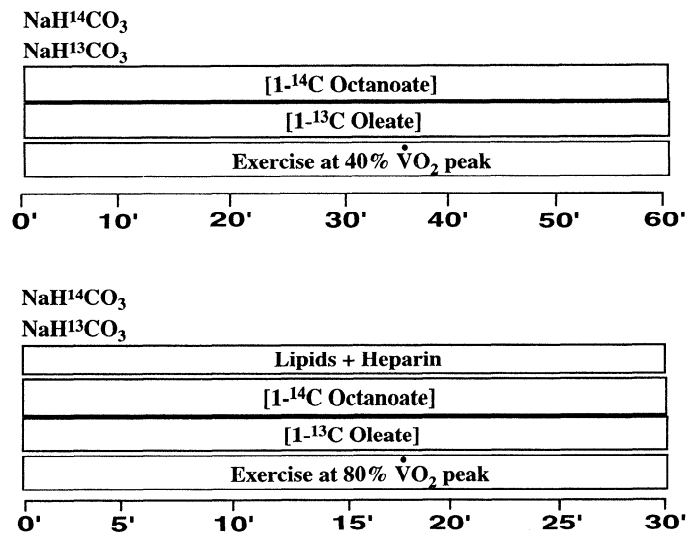 NaH¹⁴CO₃
NaH¹³CO₃
[1-¹⁴C Octanoate]
[1-¹³C Oleate]
Exercise at 40% V̇O₂ peak
0' 10' 20' 30' 40' 50' 60'
NaH¹⁴CO₃
NaH¹³CO₃
Lipids + Heparin
[1-¹⁴C Octanoate]
[1-¹³C Oleate]
Exercise at 80% V̇O₂ peak
0' 5' 10' 15' 20' 25' 30'